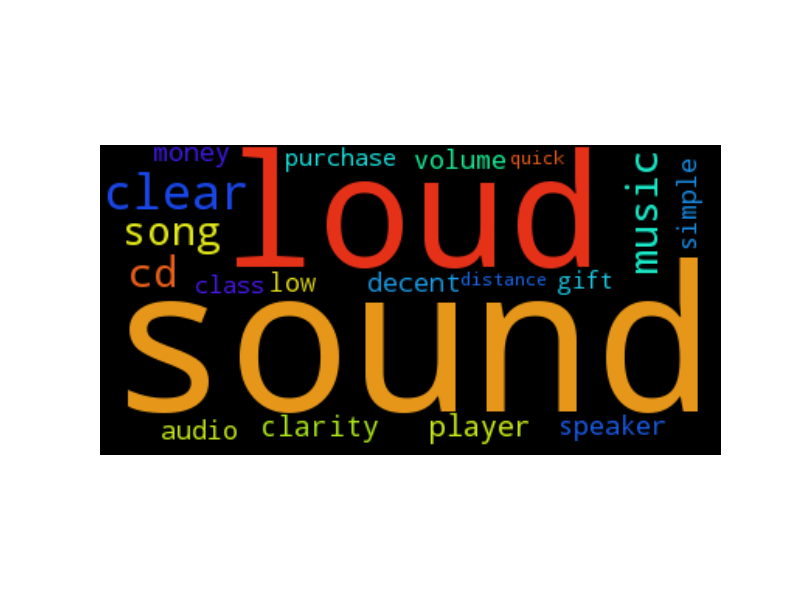 money
purchase
volume
quick
loud
clear
music
simple
song
cd
class
low
decent
distance
gift
sound
audio
clarity
player
speaker